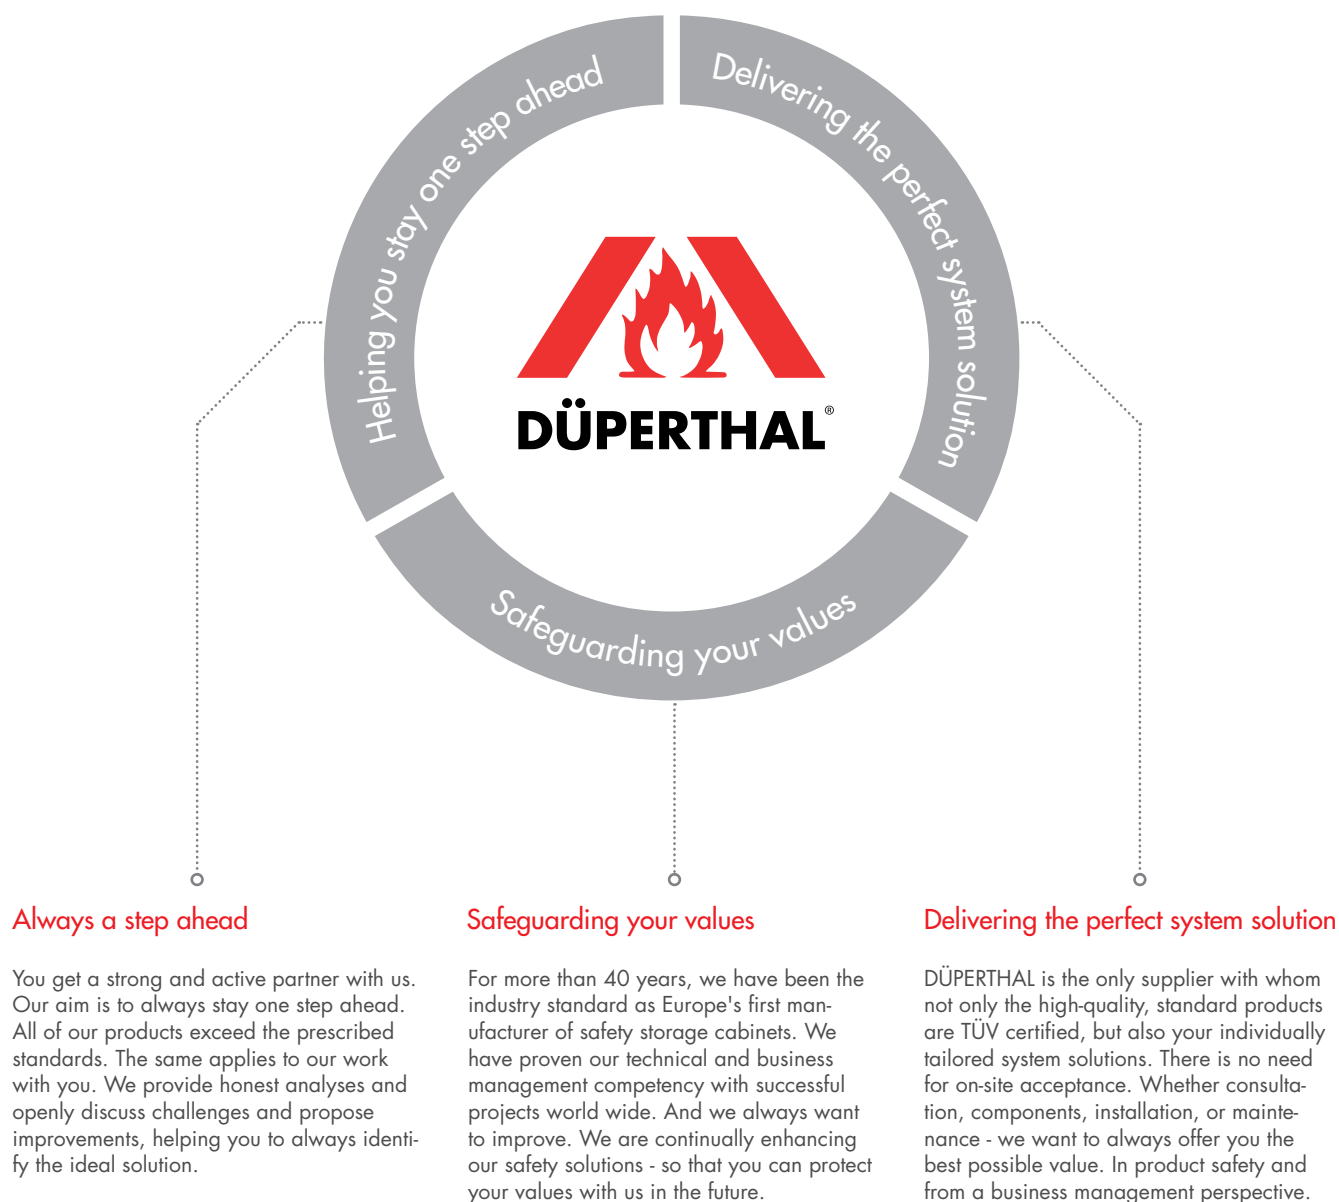 Helping you stay one step ahead
Delivering the perfect system solution
DÜPERTHAL®
Safeguarding your values
Always a step ahead
You get a strong and active partner with us.
Our aim is to always stay one step ahead.
All of our products exceed the prescribed
standards. The same applies to our work
with you. We provide honest analyses and
openly discuss challenges and propose
improvements, helping you to always identi-
fy the ideal solution.
Safeguarding your values
For more than 40 years, we have been the
industry standard as Europe's first man-
ufacturer of safety storage cabinets. We
have proven our technical and business
management competency with successful
projects world wide. And we always want
to improve. We are continually enhancing
our safety solutions - so that you can protect
your values with us in the future.
Delivering the perfect system solution
DÜPERTHAL is the only supplier with whom
not only the high-quality, standard products
are TÜV certified, but also your individually
tailored system solutions. There is no need
for on-site acceptance. Whether consulta-
tion, components, installation, or mainte-
nance - we want to always offer you the
best possible value. In product safety and
from a business management perspective.